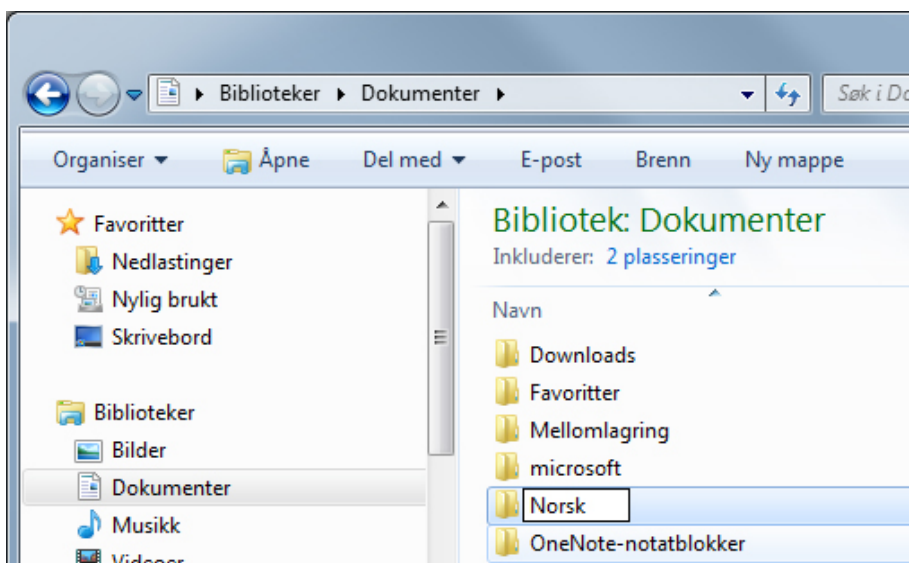 Biblioteker Dokumenter
Søk i Do
Organiser Åpne Del med E-post Brenn Ny mappe
Favoritter
Nedlastinger
Nylig brukt
Skrivebord
Biblioteker
Bilder
Dokumenter
Musikk
Videoer
Bibliotek: Dokumenter
Inkluderer: 2 plasseringer
Navn
Downloads
Favoritter
Mellomlagring
microsoft
Norsk
OneNote-notatblokker